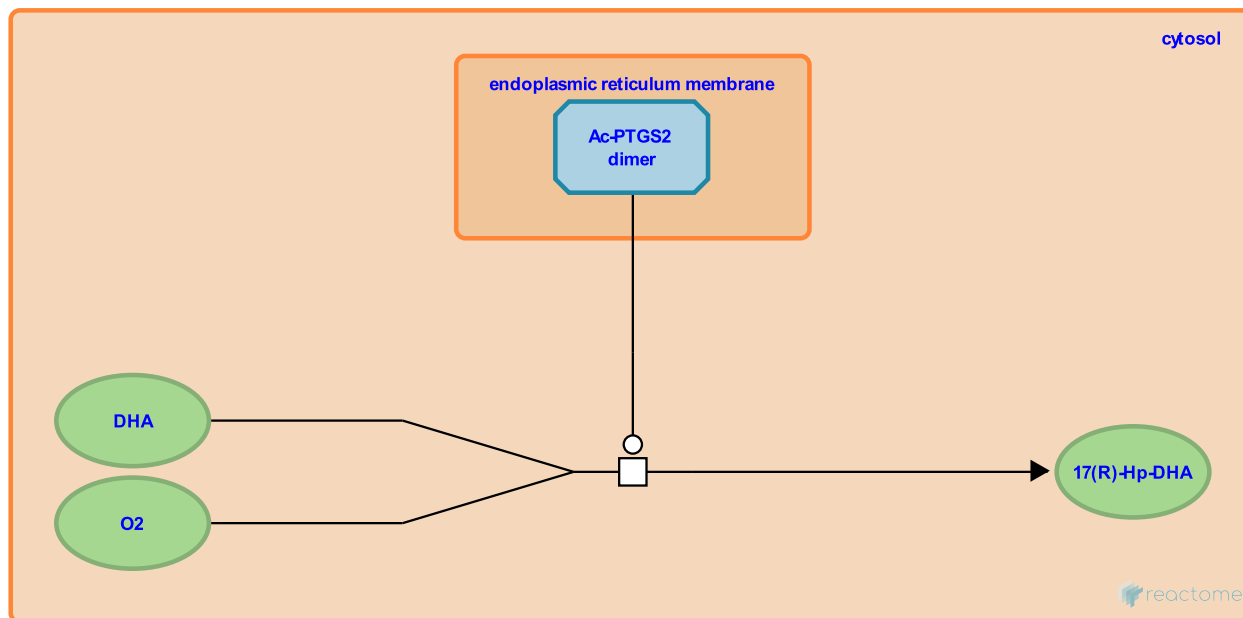 cytosol
endoplasmic reticulum membrane
Ac-PTGS2
dimer
DHA
O2
17(R)-Hp-DHA
reactome